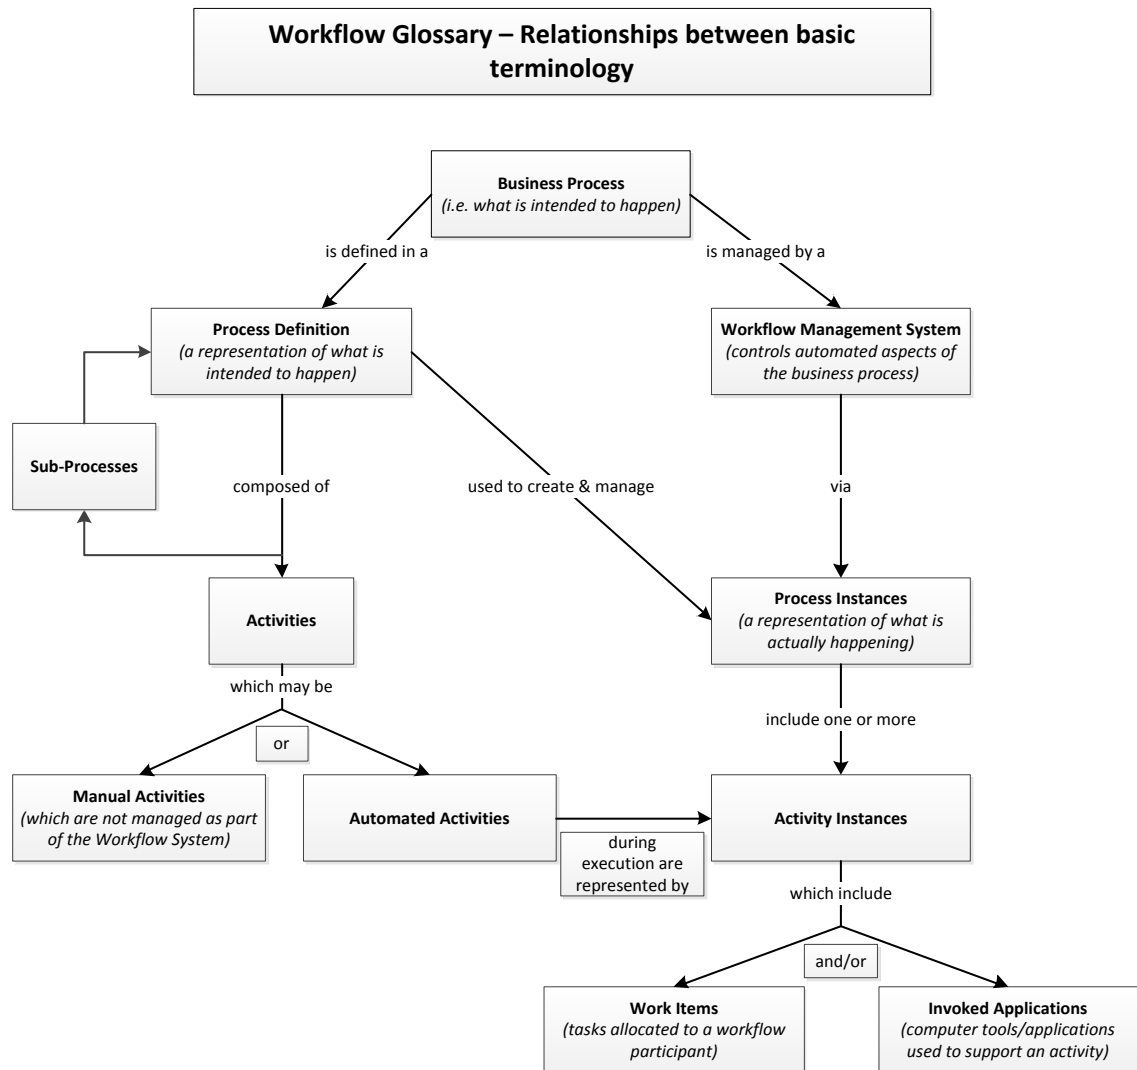 Workflow Glossary – Relationships between basic
terminology
Business Process
(i.e. what is intended to happen)
is defined in a
is managed by a
Process Definition
(a representation of what is
intended to happen)
Workflow Management System
(controls automated aspects of
the business process)
Sub-Processes
composed of
used to create & manage
via
Activities
Process Instances
(a representation of what is
actually happening)
which may be
or
include one or more
Manual Activities
(which are not managed as part
of the Workflow System)
Automated Activities
during
execution are
represented by
Activity Instances
which include
and/or
Work Items
(tasks allocated to a workflow
participant)
Invoked Applications
(computer tools/applications
used to support an activity)